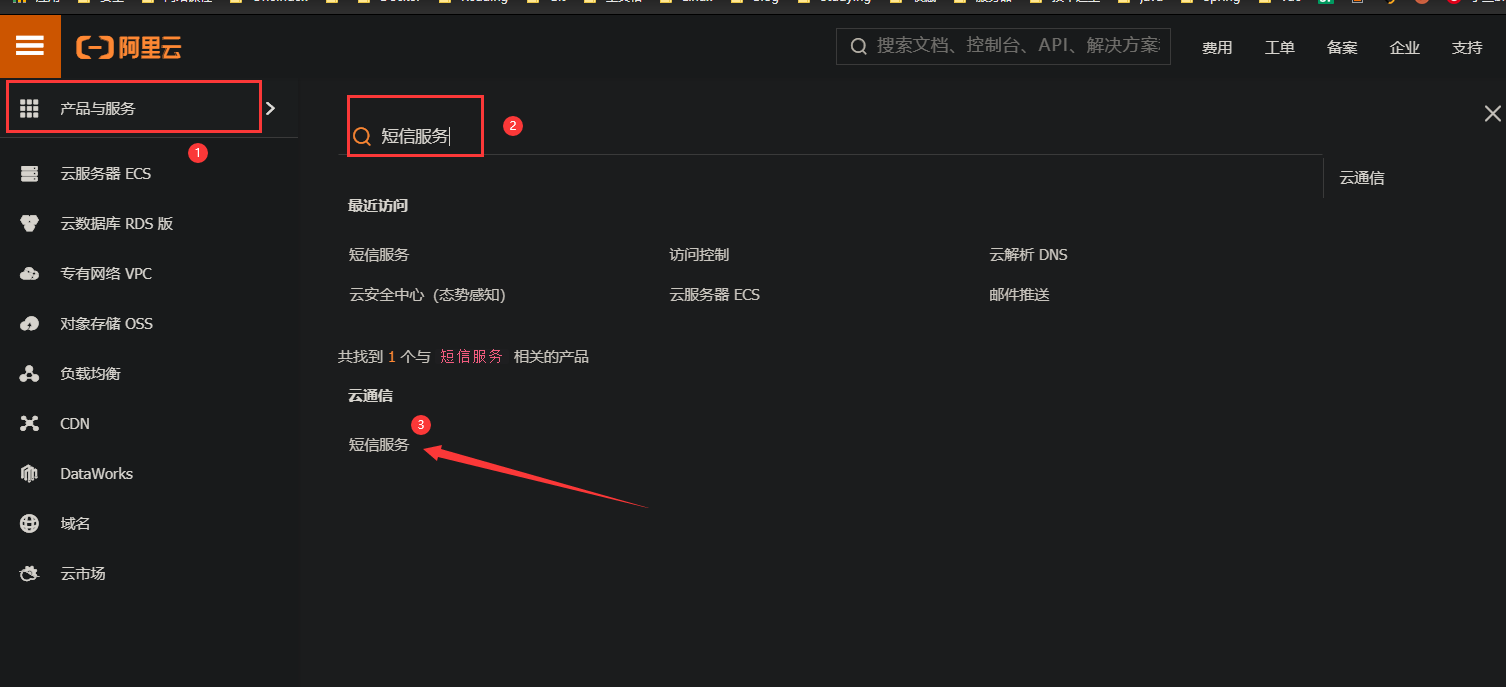 阿里云
搜索文档、控制台、API、解决方案
费用 工单 备案 企业 支持
产品与服务
1
短信服务
2
云通信
云服务器 ECS
云数据库 RDS 版
专有网络 VPC
对象存储 OSS
负载均衡
CDN
DataWorks
域名
云市场
最近访问
短信服务 访问控制 云解析 DNS
云安全中心（态势感知） 云服务器 ECS 邮件推送
共找到 1 个与 短信服务 相关的产品
云通信
3
短信服务